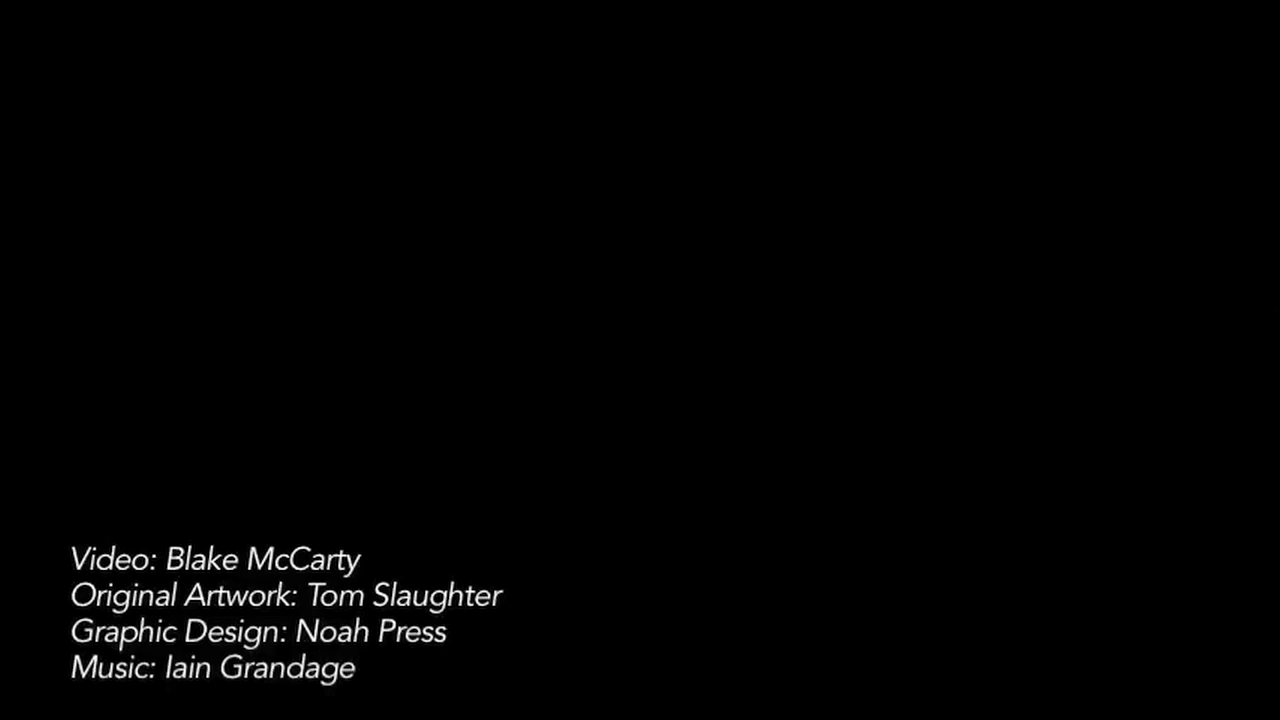 Video: Blake McCarty
Original Artwork: Tom Slaughter
Graphic Design: Noah Press
Music: Iain Grandage